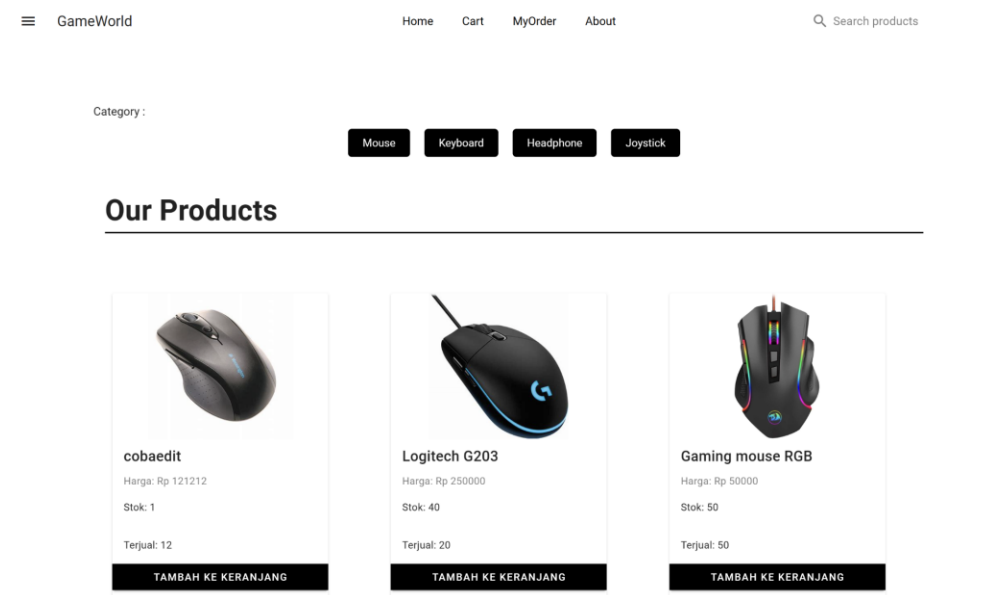 GameWorld Home Cart MyOrder About Search products
Category :
Mouse Keyboard Headphone Joystick
Our Products
cobaedit
Harga: Rp 121212
Stok: 1
Terjual: 12
TAMBAH KE KERANJANG
Logitech G203
Harga: Rp 250000
Stok: 40
Terjual: 20
TAMBAH KE KERANJANG
Gaming mouse RGB
Harga: Rp 50000
Stok: 50
Terjual: 50
TAMBAH KE KERANJANG